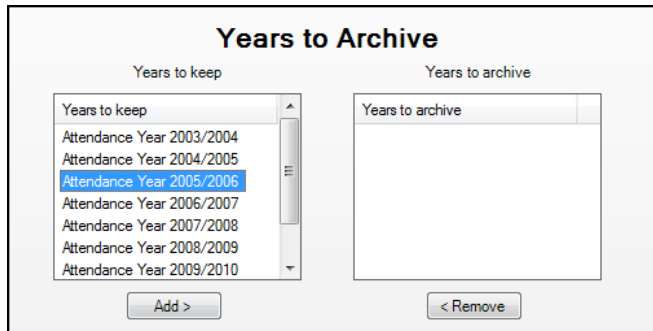 Years to Archive
Years to keep
Years to archive
Years to keep
Years to archive
Attendance Year 2003/2004
Attendance Year 2004/2005
Attendance Year 2005/2006
Attendance Year 2006/2007
Attendance Year 2007/2008
Attendance Year 2008/2009
Attendance Year 2009/2010
Add >
< Remove